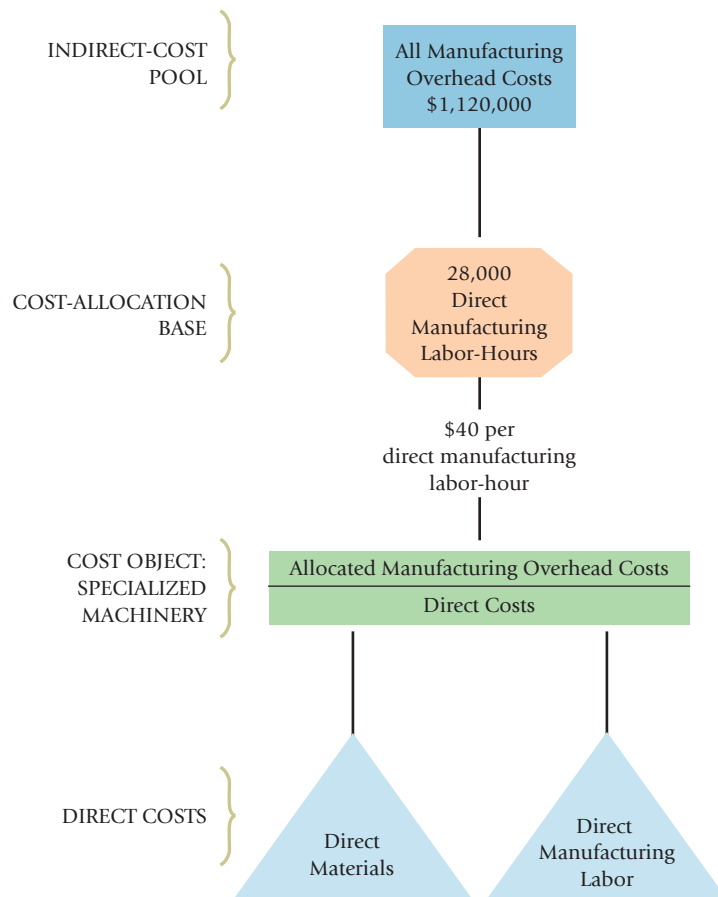 INDIRECT-COST
POOL
All Manufacturing
Overhead Costs
$1,120,000
COST-ALLOCATION
BASE
28,000
Direct
Manufacturing
Labor-Hours
$40 per
direct manufacturing
labor-hour
COST OBJECT:
SPECIALIZED
MACHINERY
Allocated Manufacturing Overhead Costs
Direct Costs
DIRECT COSTS
Direct
Materials
Direct
Manufacturing
Labor